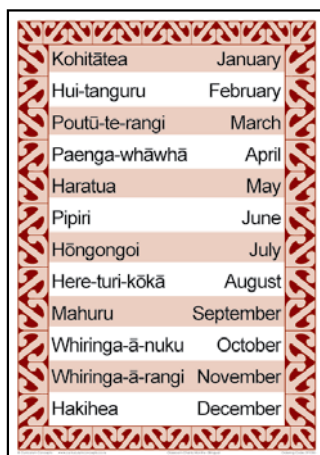 Kohitātea January
Hui-tanguru February
Poutū-te-rangi March
Paenga-whāwhā April
Haratua May
Pipiri June
Hōngongoi July
Here-turi-kōkā August
Mahuru September
Whiringa-ā-nuku October
Whiringa-ā-rangi November
Hakihea December